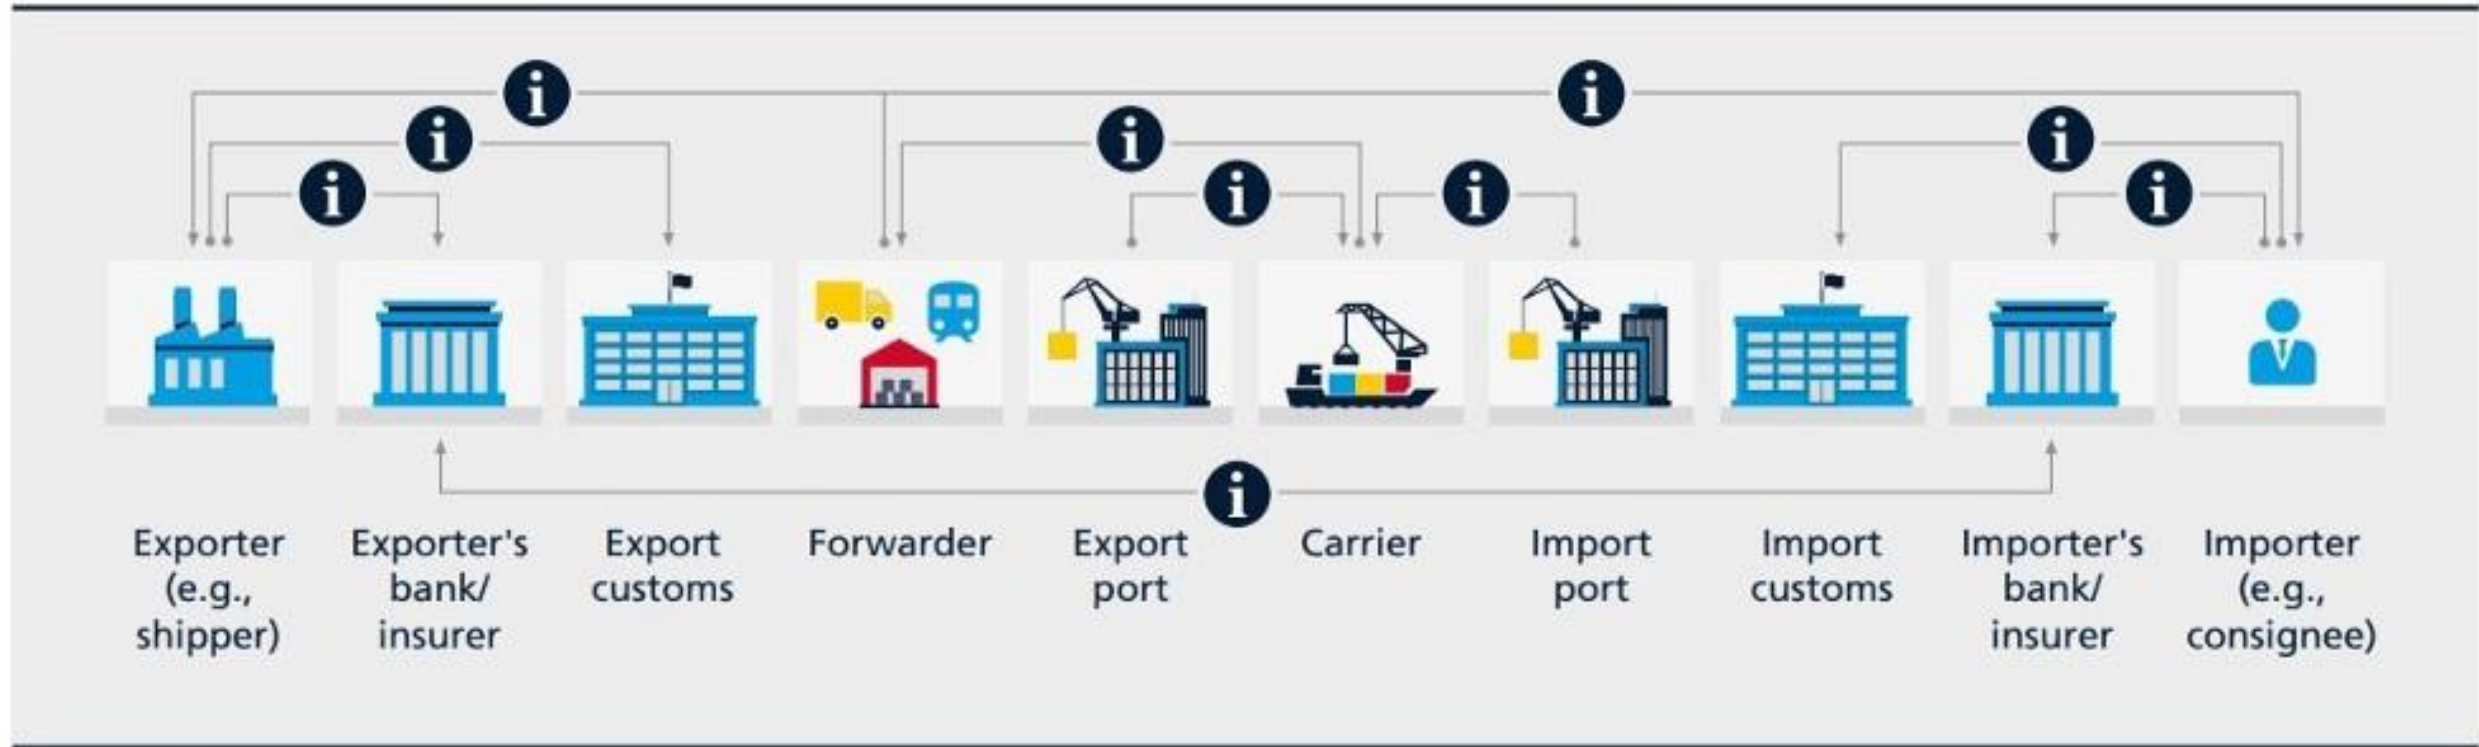 i
i
i
i
i
i
i
i
i
i
Exporter
(e.g.,
shipper)
Exporter's
bank/
insurer
Export
customs
Forwarder
Export
port
Carrier
Import
port
Import
customs
Importer's
bank/
insurer
Importer
(e.g.,
consignee)